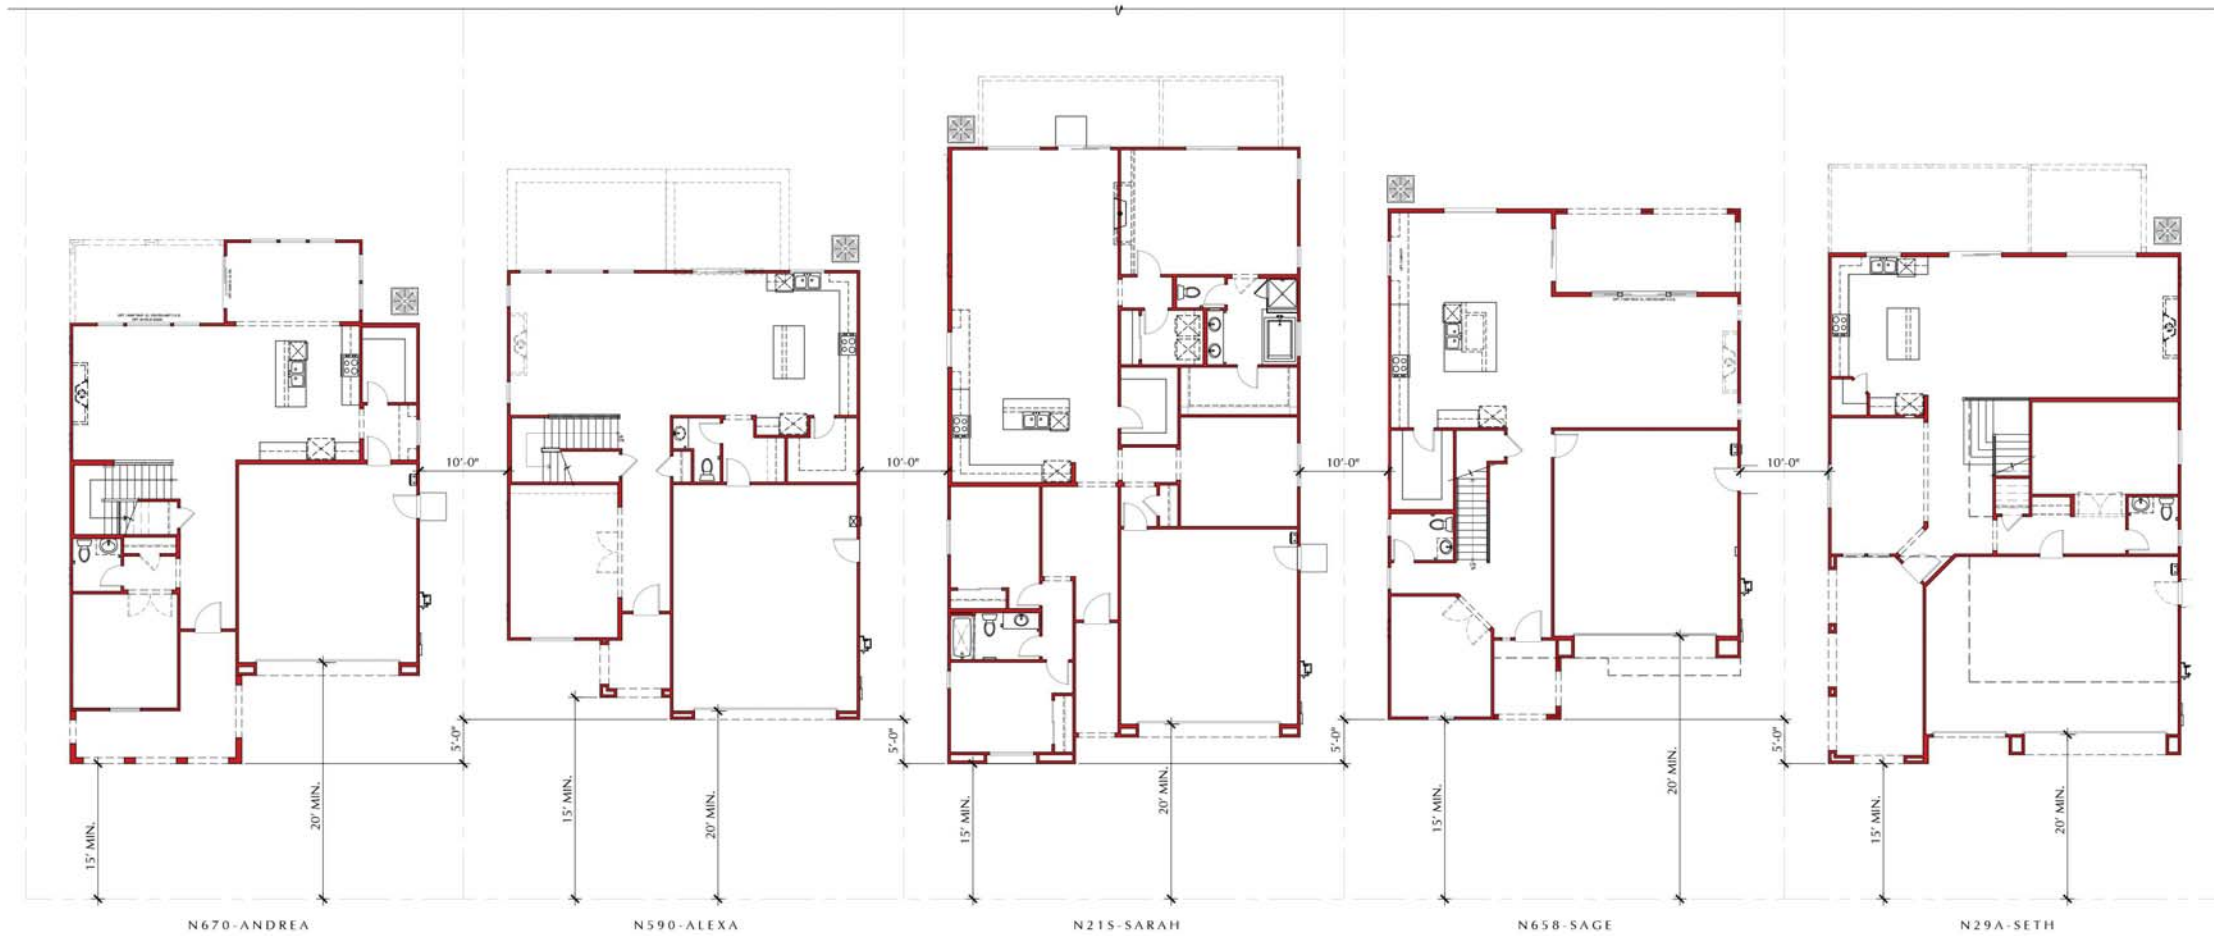 10'-0"
10'-0"
10'-0"
10'-0"
5'-0"
5'-0"
5'-0"
5'-0"
15' MIN.
20' MIN.
15' MIN.
20' MIN.
15' MIN.
20' MIN.
15' MIN.
20' MIN.
15' MIN.
20' MIN.
N670-ANDREA
N590-ALEXA
N21S-SARAH
N658-SAGE
N29A-SETH